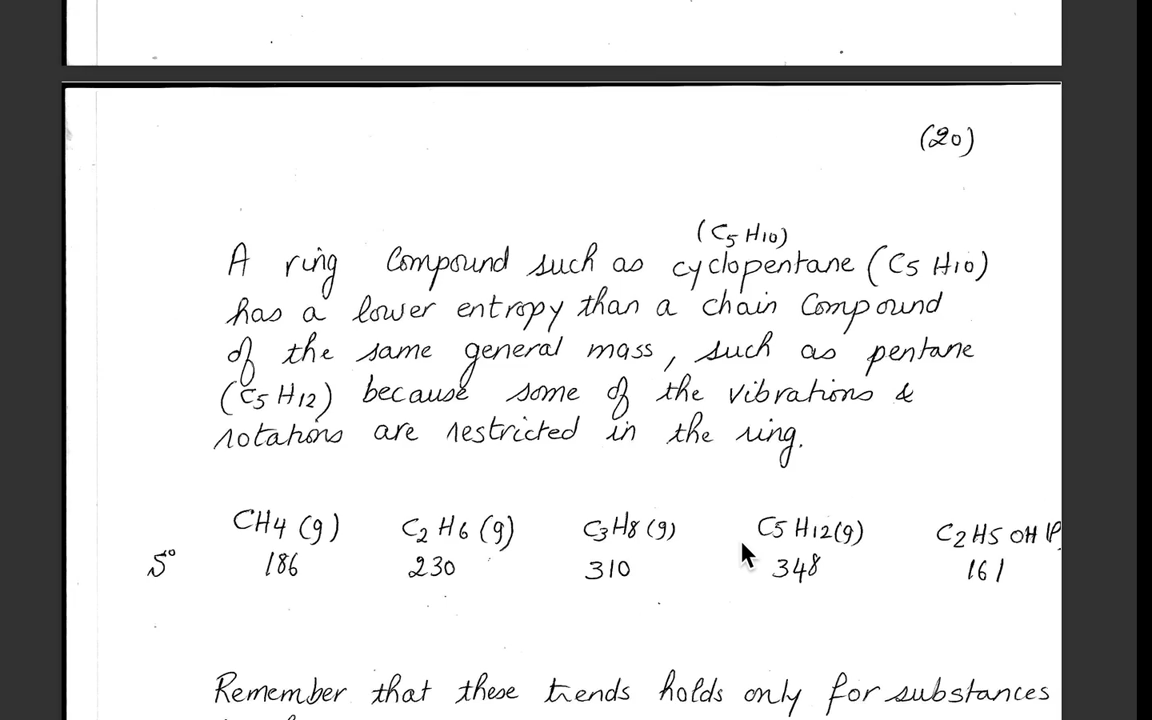 (20)
(C5 H10)
A ring Compound such as cyclopentane (C5 H10)
has a lower entropy than a chain Compound
of the same general mass, such as pentane
(C5 H12) because some of the vibrations &
rotations are restricted in the ring.
CH4 (g) C2 H6 (g) C3H8 (g) C5 H12(g) C2 H5 OH
S° 186 230 310 348 161
Remember that these trends holds only for substances